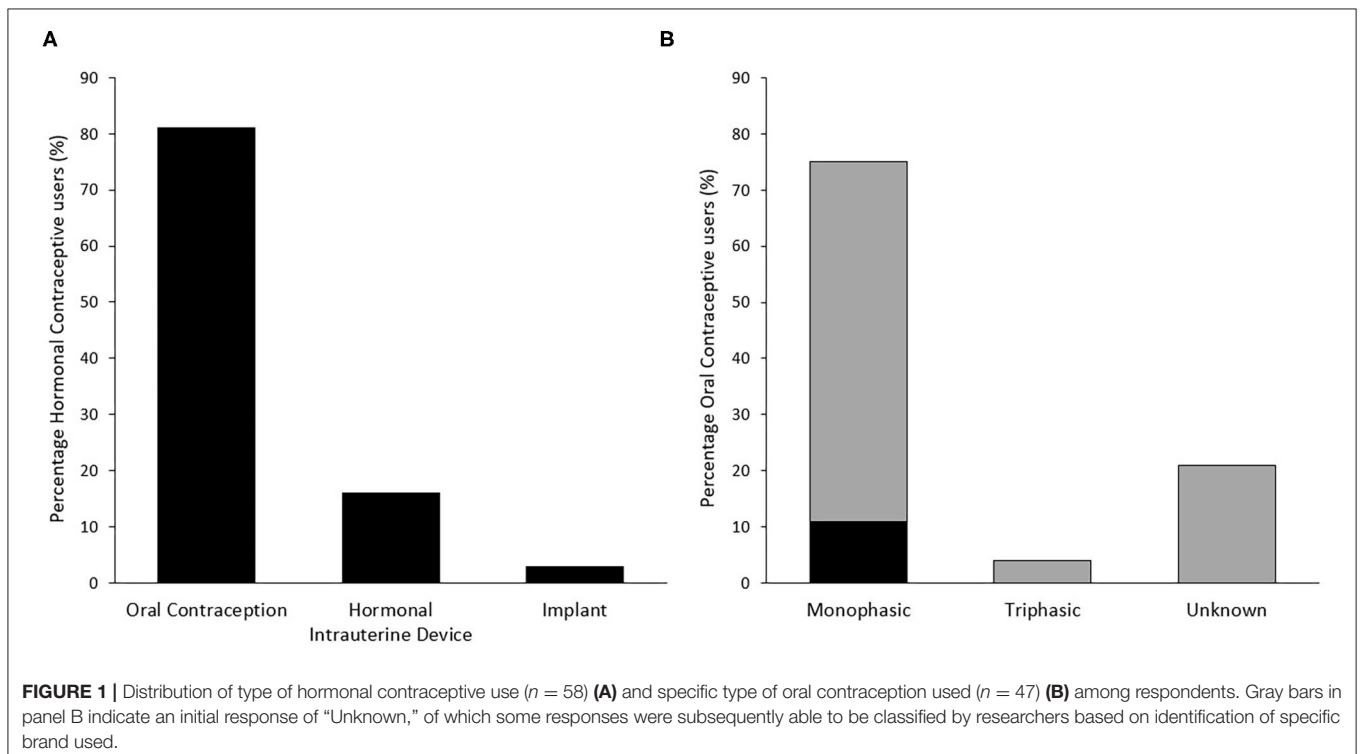 A
Percentage Hormonal Contraceptive users (%)
90
80
70
60
50
40
30
20
10
0
Oral Contraception
Hormonal
Intrauterine Device
Implant
B
Percentage Oral Contraceptive users (%)
90
80
70
60
50
40
30
20
10
0
Monophasic
Triphasic
Unknown
FIGURE 1 | Distribution of type of hormonal contraceptive use (n = 58) (A) and specific type of oral contraception used (n = 47) (B) among respondents. Gray bars in
panel B indicate an initial response of “Unknown,” of which some responses were subsequently able to be classified by researchers based on identification of specific
brand used.